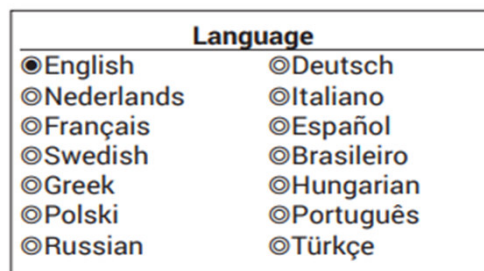 Language
English Deutsch
Nederlands Italiano
Français Español
Swedish Brasileiro
Greek Hungarian
Polski Português
Russian Türkçe